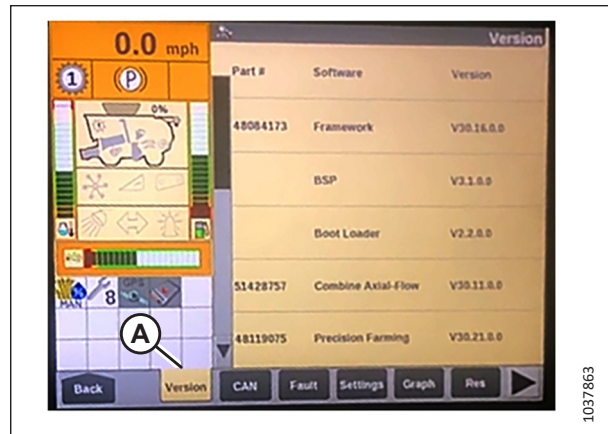 0.0 mph
Version
1
(P)
Part # Software Version
0%
48084173 Framework V30.16.0.0
BSP V3.1.0.0
Boot Loader V2.2.0.0
51428757 Combine Axial-Flow V30.11.0.0
GPS
MAN
8
48119075 Precision Farming V30.21.0.0
A
Back Version CAN Fault Settings Graph Res
1037863